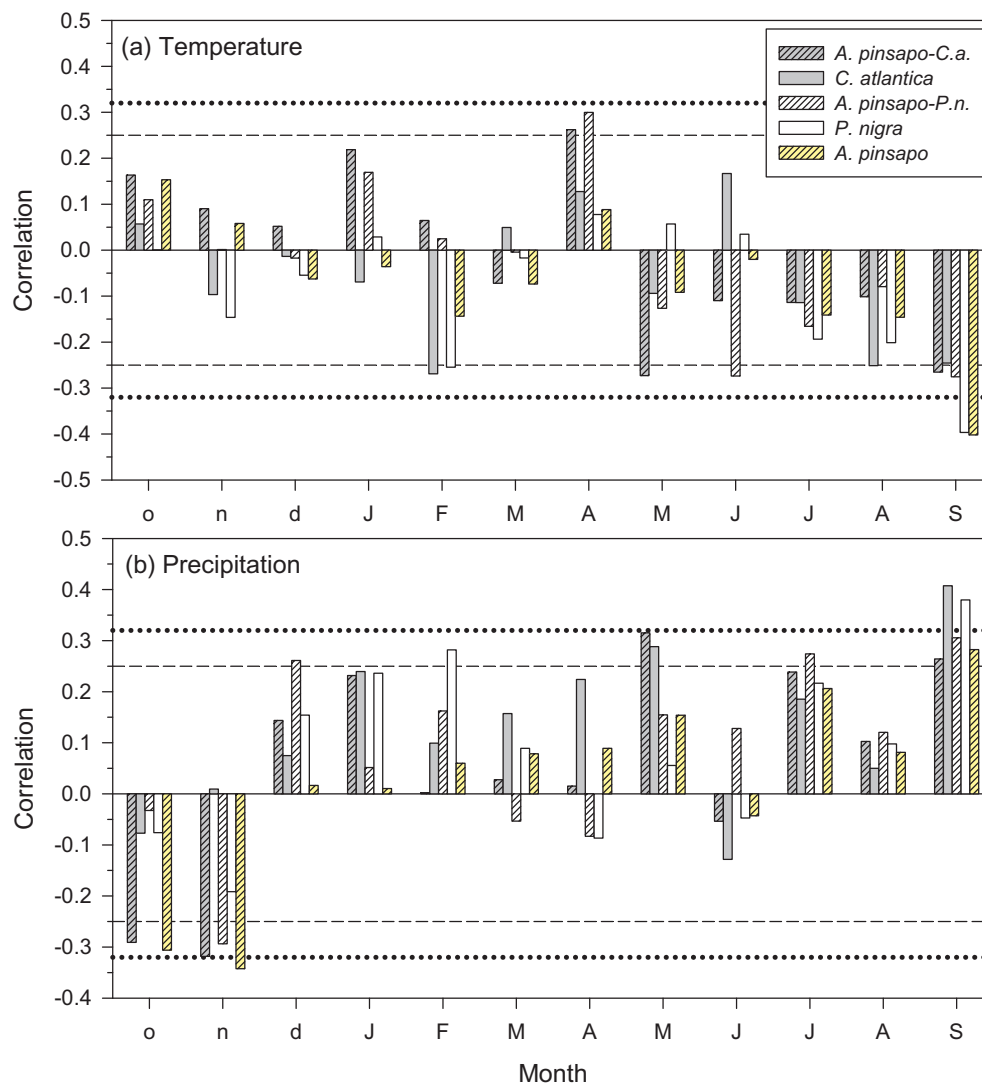 (a) Temperature
A. pinsapo-C.a.
C. atlantica
A. pinsapo-P.n.
P. nigra
A. pinsapo
Correlation
0.5
0.4
0.3
0.2
0.1
0.0
-0.1
-0.2
-0.3
-0.4
-0.5
o n d J F M A M J J A S
(b) Precipitation
Correlation
0.5
0.4
0.3
0.2
0.1
0.0
-0.1
-0.2
-0.3
-0.4
o n d J F M A M J J A S
Month